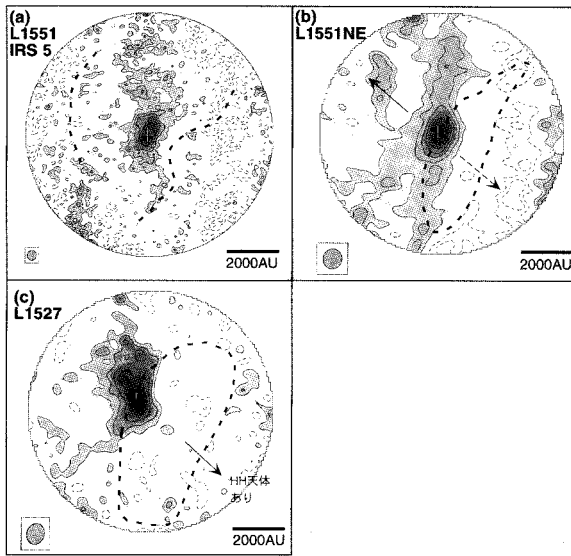 (a)
L1551
IRS 5
2000AU
(b)
L1551NE
2000AU
(c)
L1527
HH天体
あり
2000AU